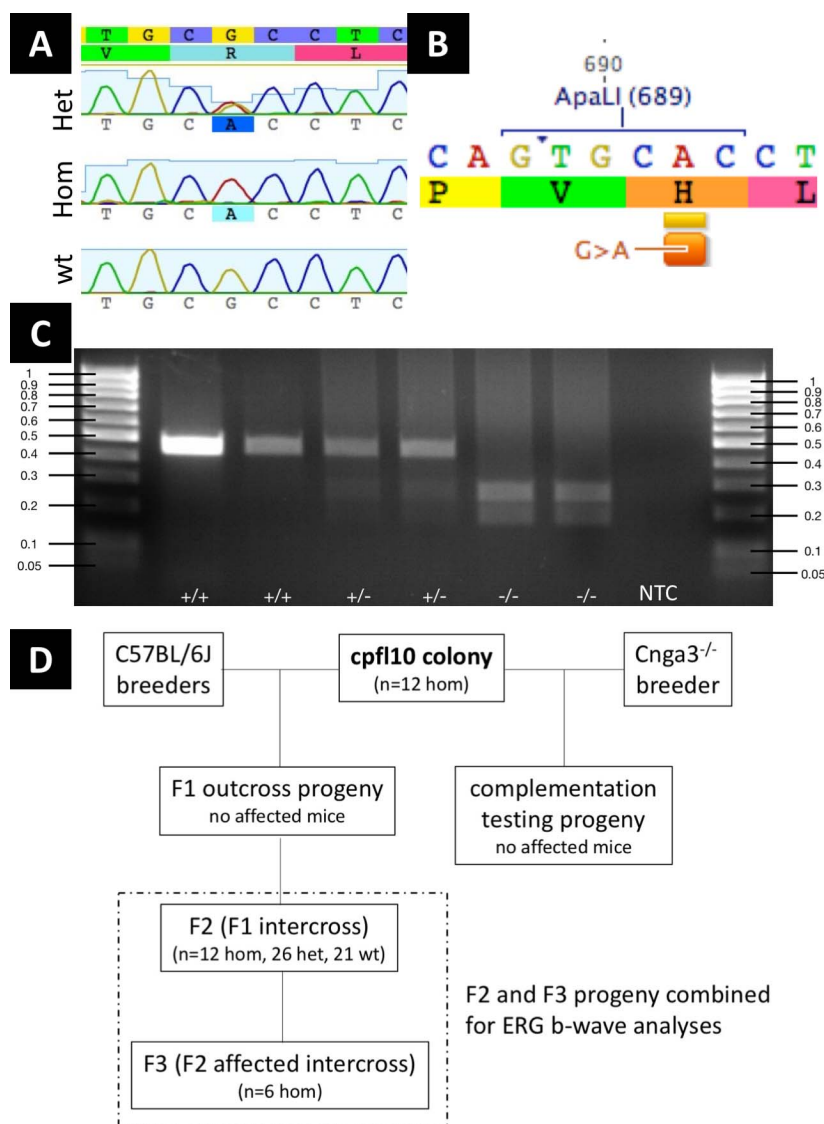 A
T G C G C C T C
V R L
Het
T G C A C C T C
Hom
T G C A C C T C
wt
T G C G C C T C
B
690
ApaLI (689)
C A G T G C A C C T
P V H L
G>A
C
1
0.9
0.8
0.7
0.6
0.5
0.4
0.3
0.2
0.1
0.05
1
0.9
0.8
0.7
0.6
0.5
0.4
0.3
0.2
0.1
0.05
+/+ +/+ +/- +/- -/- -/- NTC
D
C57BL/6J
breeders
cpfl10 colony
(n=12 hom)
Cnga3-/-
breeder
F1 outcross progeny
no affected mice
complementation
testing progeny
no affected mice
F2 (F1 intercross)
(n=12 hom, 26 het, 21 wt)
F3 (F2 affected intercross)
(n=6 hom)
F2 and F3 progeny combined
for ERG b-wave analyses